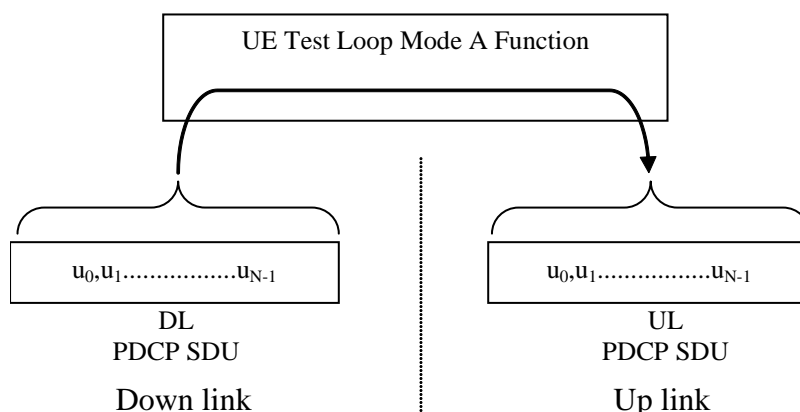 UE Test Loop Mode A Function
u0,u1..................uN-1
u0,u1..................uN-1
DL
UL
PDCP SDU
PDCP SDU
Down link
Up link